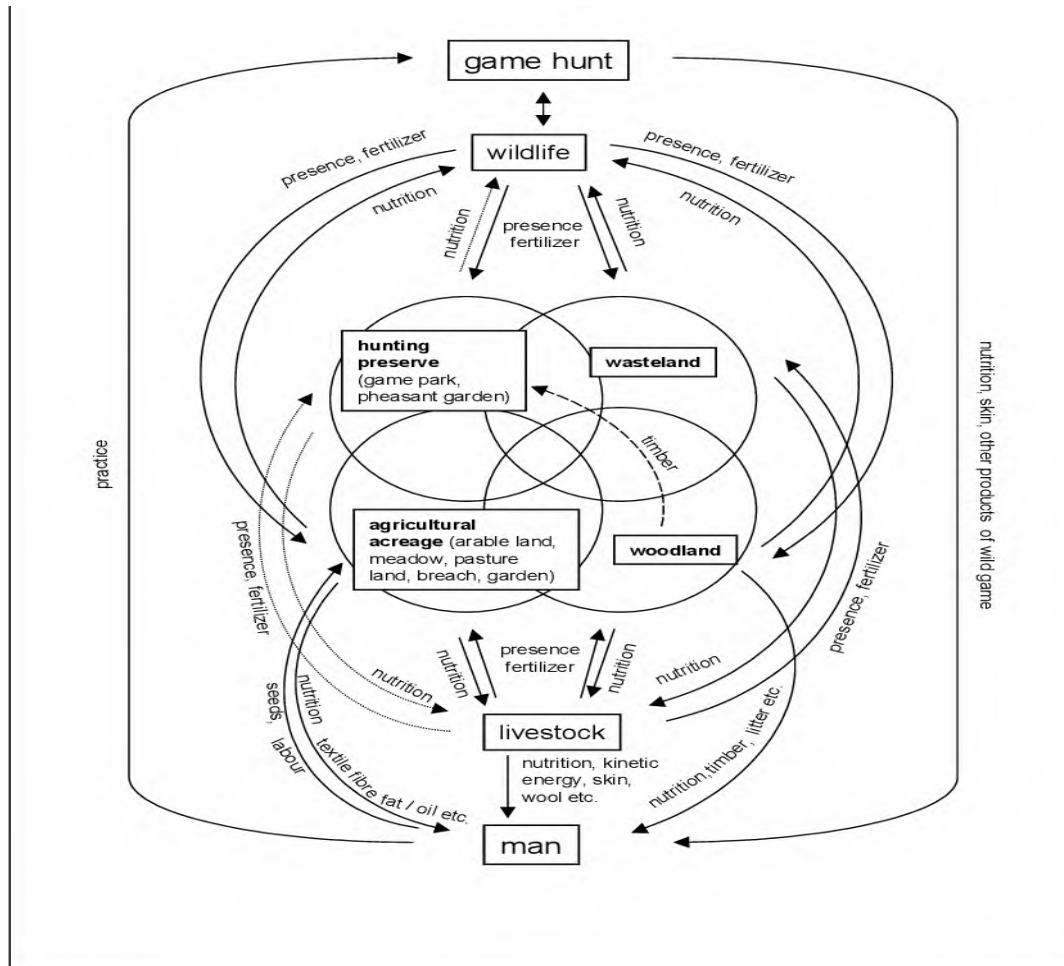 game hunt
wildlife
presence, fertilizer
nutrition
presence, fertilizer
nutrition
nutrition
presence
fertilizer
nutrition
hunting
preserve
(game park,
pheasant garden)
wasteland
timber
agricultural
acreage (arable land,
meadow, pasture
land, breach, garden)
woodland
practice
nutrition, skin, other products of wild game
presence, fertilizer
nutrition
presence, fertilizer
nutrition
nutrition
presence
fertilizer
nutrition
livestock
nutrition, kinetic
energy, skin,
wool etc.
seeds, labour
nutrition textile fibre fat / oil etc.
nutrition,timber, litter etc.
man